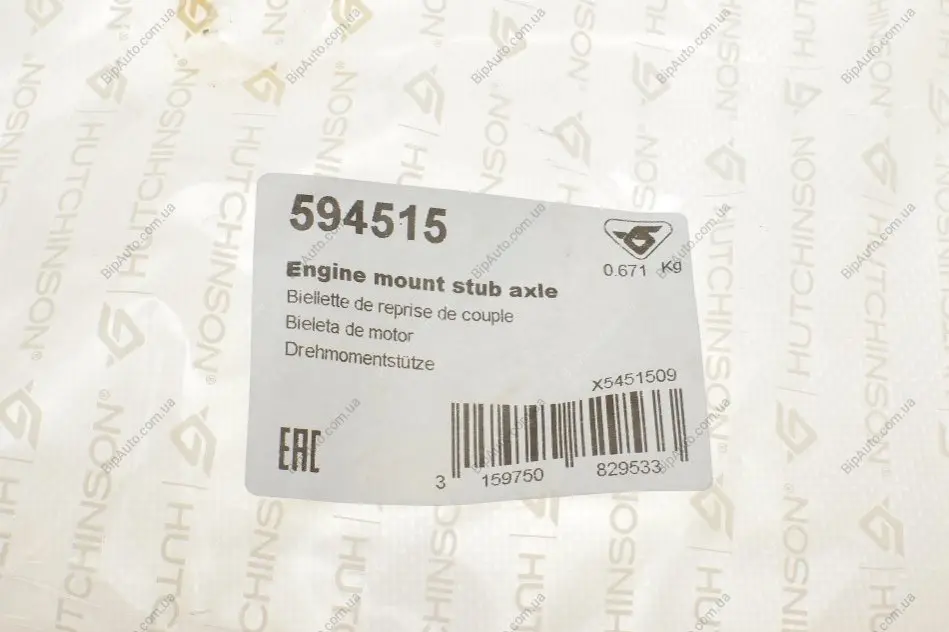 594515
0.671 Kg
Engine mount stub axle
Biellette de reprise de couple
Bieleta de motor
Drehmomentstütze
X5451509
EAC
3 159750 829533
HUTCHINSON®
BipAuto.com.ua